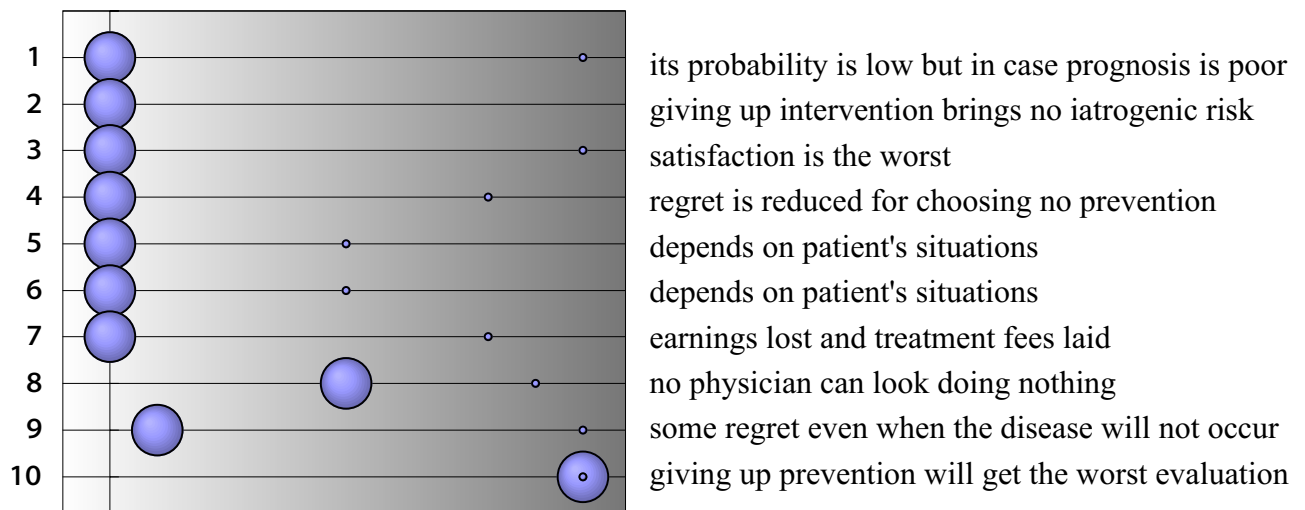 1 its probability is low but in case prognosis is poor
2 giving up intervention brings no iatrogenic risk
3 satisfaction is the worst
4 regret is reduced for choosing no prevention
5 depends on patient's situations
6 depends on patient's situations
7 earnings lost and treatment fees laid
8 no physician can look doing nothing
9 some regret even when the disease will not occur
10 giving up prevention will get the worst evaluation